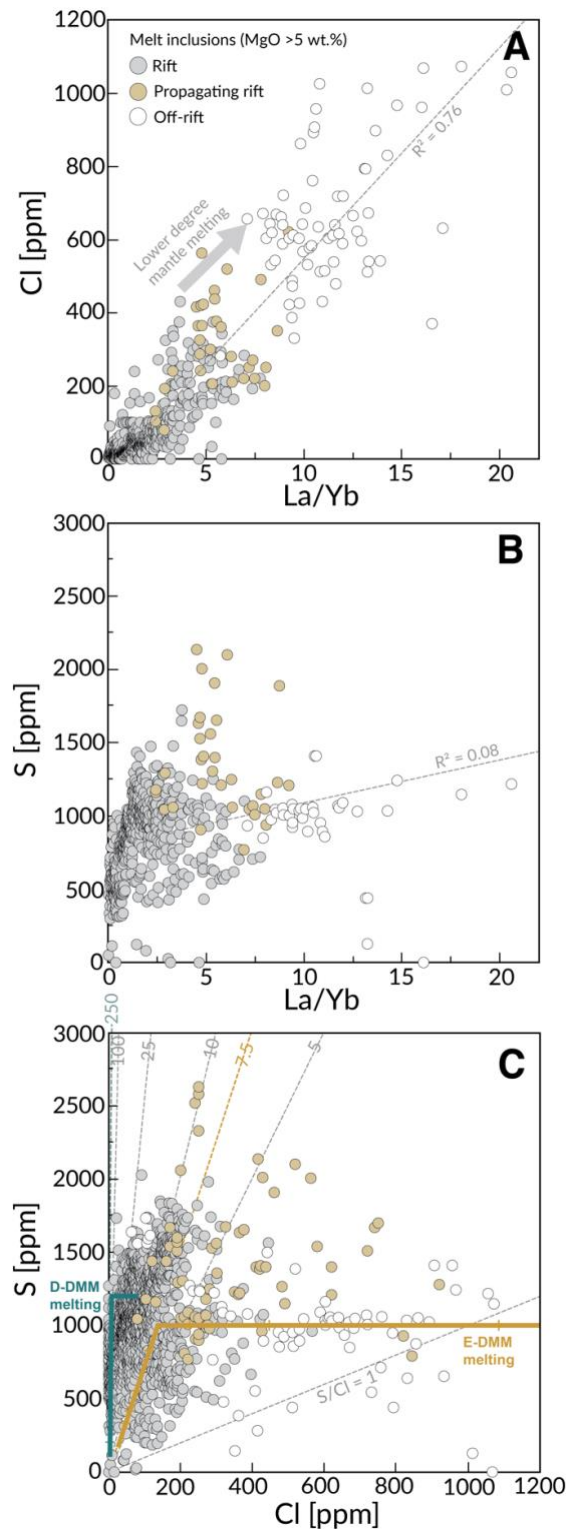 A
Melt inclusions (MgO >5 wt.%)
Rift
Propagating rift
Off-rift
R² = 0.76
Lower degree
mantle melting
Cl [ppm]
1200
1000
800
600
400
200
0
0 5 10 15 20
La/Yb
B
R² = 0.08
S [ppm]
3000
2500
2000
1500
1000
500
0
0 5 10 15 20
La/Yb
250
100
25
10
7.5
5
C
D-DMM
melting
E-DMM
melting
S/Cl = 1
S [ppm]
3000
2500
2000
1500
1000
500
0
0 200 400 600 800 1000 1200
Cl [ppm]